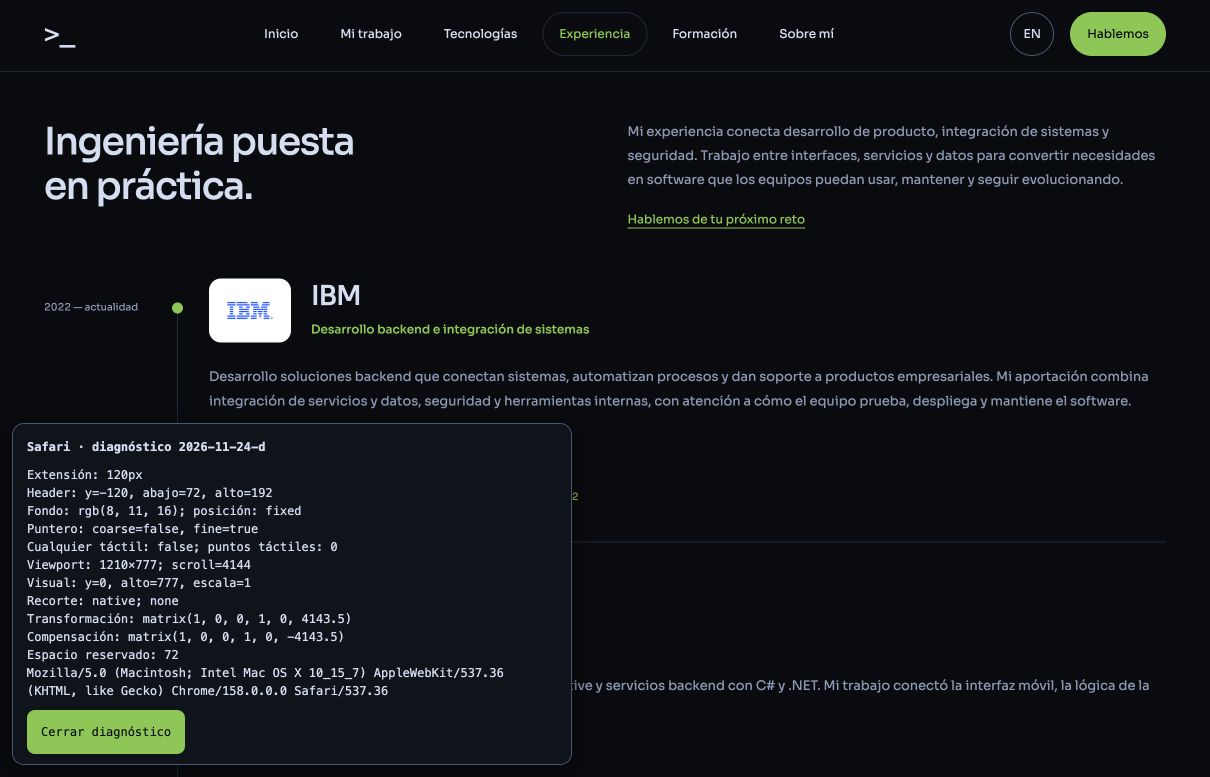 >_
Inicio
Mi trabajo
Tecnologías
Experiencia
Formación
Sobre mí
EN
Hablemos
Ingeniería puesta
en práctica.
Mi experiencia conecta desarrollo de producto, integración de sistemas y
seguridad. Trabajo entre interfaces, servicios y datos para convertir necesidades
en software que los equipos puedan usar, mantener y seguir evolucionando.
Hablemos de tu próximo reto
2022 — actualidad
IBM
IBM
Desarrollo backend e integración de sistemas
Desarrollo soluciones backend que conectan sistemas, automatizan procesos y dan soporte a productos empresariales. Mi aportación combina
integración de servicios y datos, seguridad y herramientas internas, con atención a cómo el equipo prueba, despliega y mantiene el software.
2
Safari · diagnóstico 2026-11-24-d
Extensión: 120px
Header: y=-120, abajo=72, alto=192
Fondo: rgb(8, 11, 16); posición: fixed
Puntero: coarse=false, fine=true
Cualquier táctil: false; puntos táctiles: 0
Viewport: 1210×777; scroll=4144
Visual: y=0, alto=777, escala=1
Recorte: native; none
Transformación: matrix(1, 0, 0, 1, 0, 4143.5)
Compensación: matrix(1, 0, 0, 1, 0, -4143.5)
Espacio reservado: 72
Mozilla/5.0 (Macintosh; Intel Mac OS X 10_15_7) AppleWebKit/537.36
(KHTML, like Gecko) Chrome/158.0.0.0 Safari/537.36
Cerrar diagnóstico
y servicios backend con C# y .NET. Mi trabajo conectó la interfaz móvil, la lógica de la